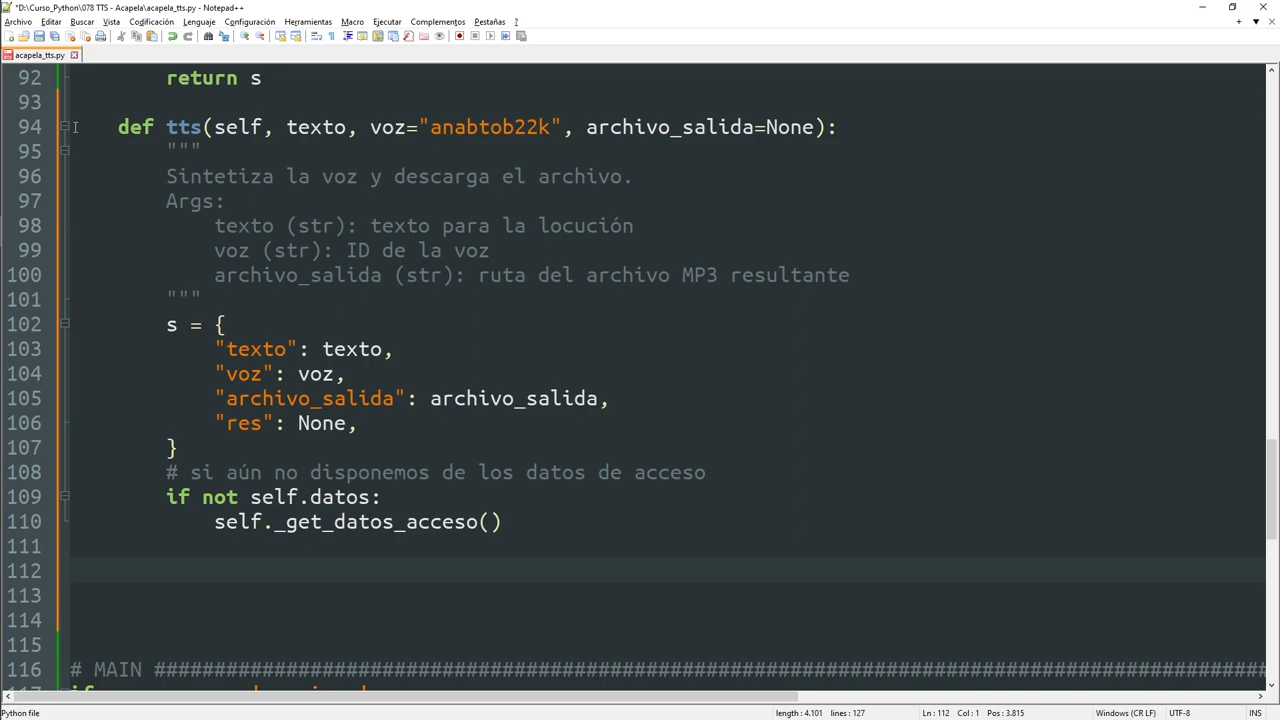 *D:\Curso_Python\078 TTS - Acapela\acapela_tts.py - Notepad++
Archivo Editar Buscar Vista Codificación Lenguaje Configuración Herramientas Macro Ejecutar Complementos Pestañas ?
acapela_tts.py
92 return s
93
94 def tts(self, texto, voz="anabtob22k", archivo_salida=None):
95 """
96 Sintetiza la voz y descarga el archivo.
97 Args:
98 texto (str): texto para la locución
99 voz (str): ID de la voz
100 archivo_salida (str): ruta del archivo MP3 resultante
101 """
102 s = {
103 "texto": texto,
104 "voz": voz,
105 "archivo_salida": archivo_salida,
106 "res": None,
107 }
108 # si aún no disponemos de los datos de acceso
109 if not self.datos:
110 self._get_datos_acceso()
111
112
113
114
115
116 # MAIN ####################################################################################################
Python file length : 4.101 lines : 127 Ln : 112 Col : 1 Pos : 3.815 Windows (CR LF) UTF-8 INS